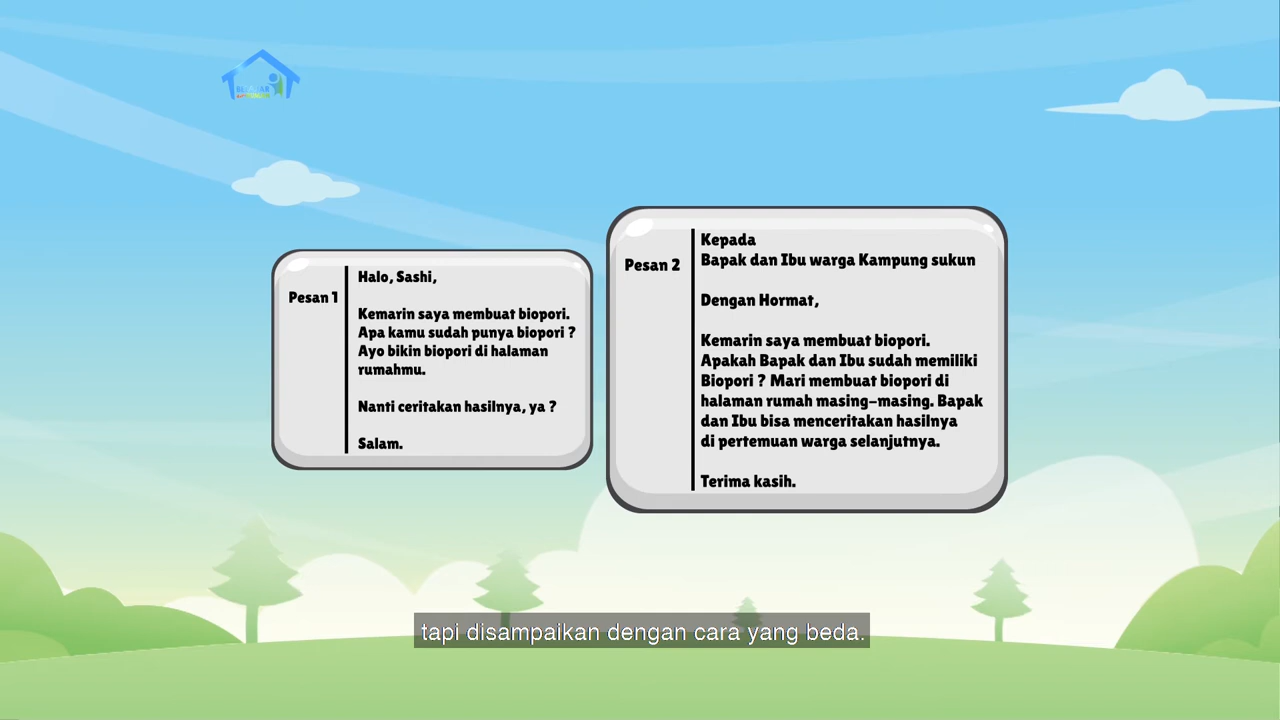 Pesan 1
Halo, Sashi,
Kemarin saya membuat biopori.
Apa kamu sudah punya biopori ?
Ayo bikin biopori di halaman
rumahmu.
Nanti ceritakan hasilnya, ya ?
Salam.
Pesan 2
Kepada
Bapak dan Ibu warga Kampung sukun
Dengan Hormat,
Kemarin saya membuat biopori.
Apakah Bapak dan Ibu sudah memiliki
Biopori ? Mari membuat biopori di
halaman rumah masing-masing. Bapak
dan Ibu bisa menceritakan hasilnya
di pertemuan warga selanjutnya.
Terima kasih.
tapi disampaikan dengan cara yang beda.